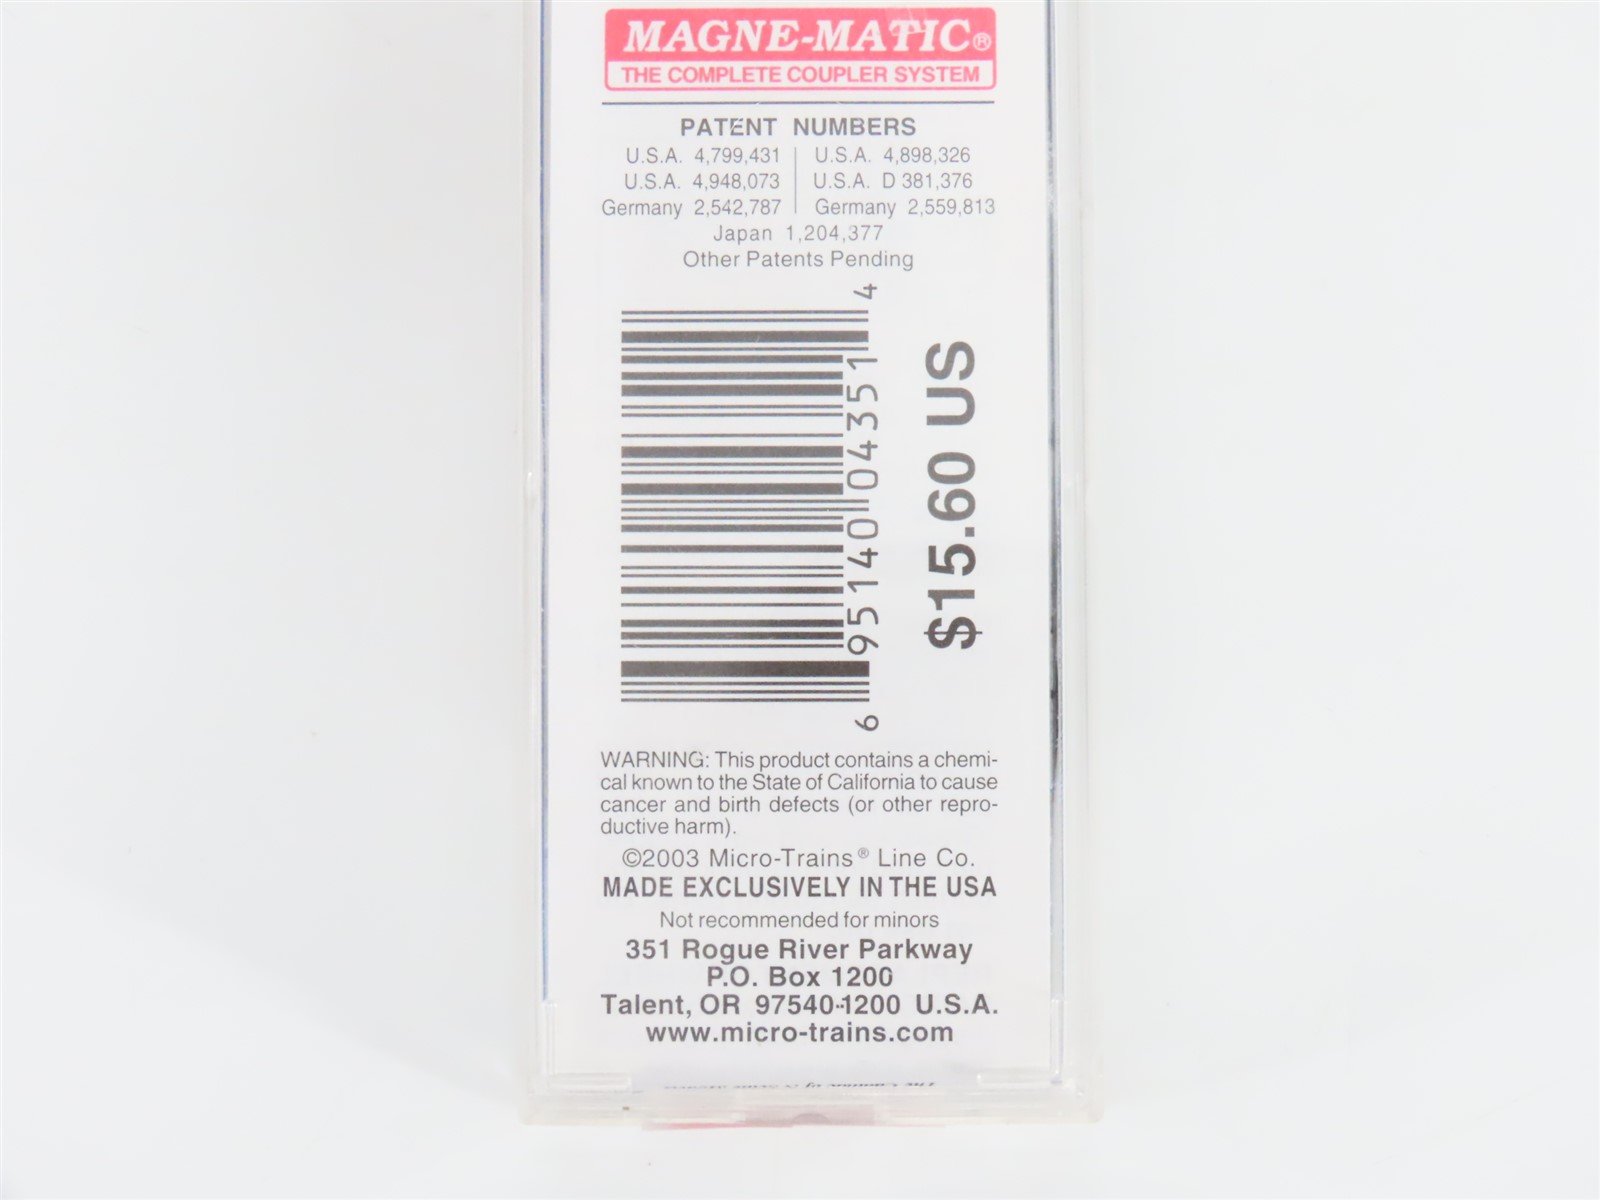 MAGNE-MATIC®
THE COMPLETE COUPLER SYSTEM
PATENT NUMBERS
U.S.A. 4,799,431 U.S.A. 4,898,326
U.S.A. 4,948,073 U.S.A. D 381,376
Germany 2,542,787 Germany 2,559,813
Japan 1,204,377
Other Patents Pending
6 95140 04351 4
$15.60 US
WARNING: This product contains a chemi-
cal known to the State of California to cause
cancer and birth defects (or other repro-
ductive harm).
©2003 Micro-Trains® Line Co.
MADE EXCLUSIVELY IN THE USA
Not recommended for minors
351 Rogue River Parkway
P.O. Box 1200
Talent, OR 97540-1200 U.S.A.
www.micro-trains.com